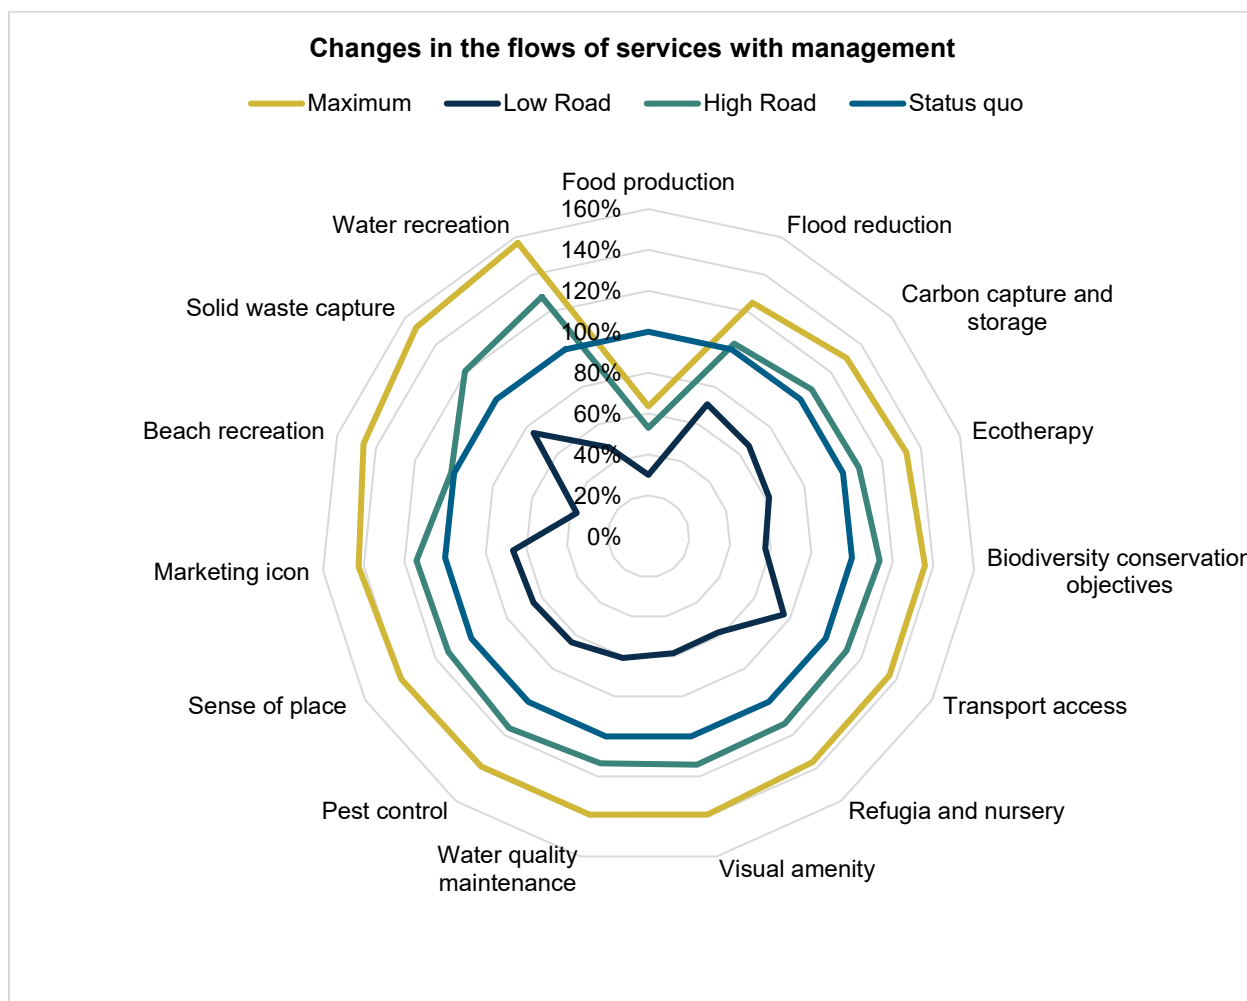 Changes in the flows of services with management
Maximum
Low Road
High Road
Status quo
Food production
160%
Water recreation
Flood reduction
140%
120%
Solid waste capture
Carbon capture and
storage
100%
80%
60%
Beach recreation
Ecotherapy
40%
20%
0%
Marketing icon
Biodiversity conservation
objectives
Sense of place
Transport access
Pest control
Refugia and nursery
Water quality
maintenance
Visual amenity